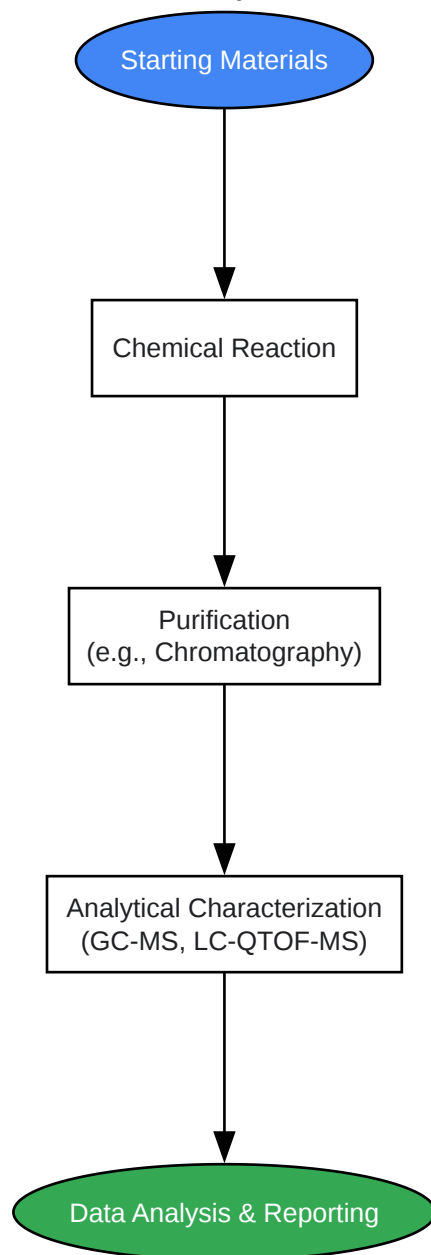 Starting Materials
Chemical Reaction
Purification
(e.g., Chromatography)
Analytical Characterization
(GC-MS, LC-QTOF-MS)
Data Analysis & Reporting